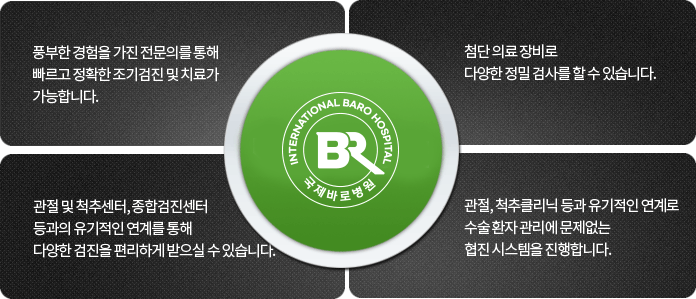 풍부한 경험을 가진 전문의를 통해
빠르고 정확한 조기검진 및 치료가
가능합니다.
첨단 의료 장비로
다양한 정밀 검사를 할 수 있습니다.
INTERNATIONAL BARO HOSPITAL
BR
국제바로병원
관절 및 척추센터, 종합검진센터
등과의 유기적인 연계를 통해
다양한 검진을 편리하게 받으실 수 있습니다.
관절, 척추클리닉 등과 유기적인 연계로
수술 환자 관리에 문제없는
협진 시스템을 진행합니다.